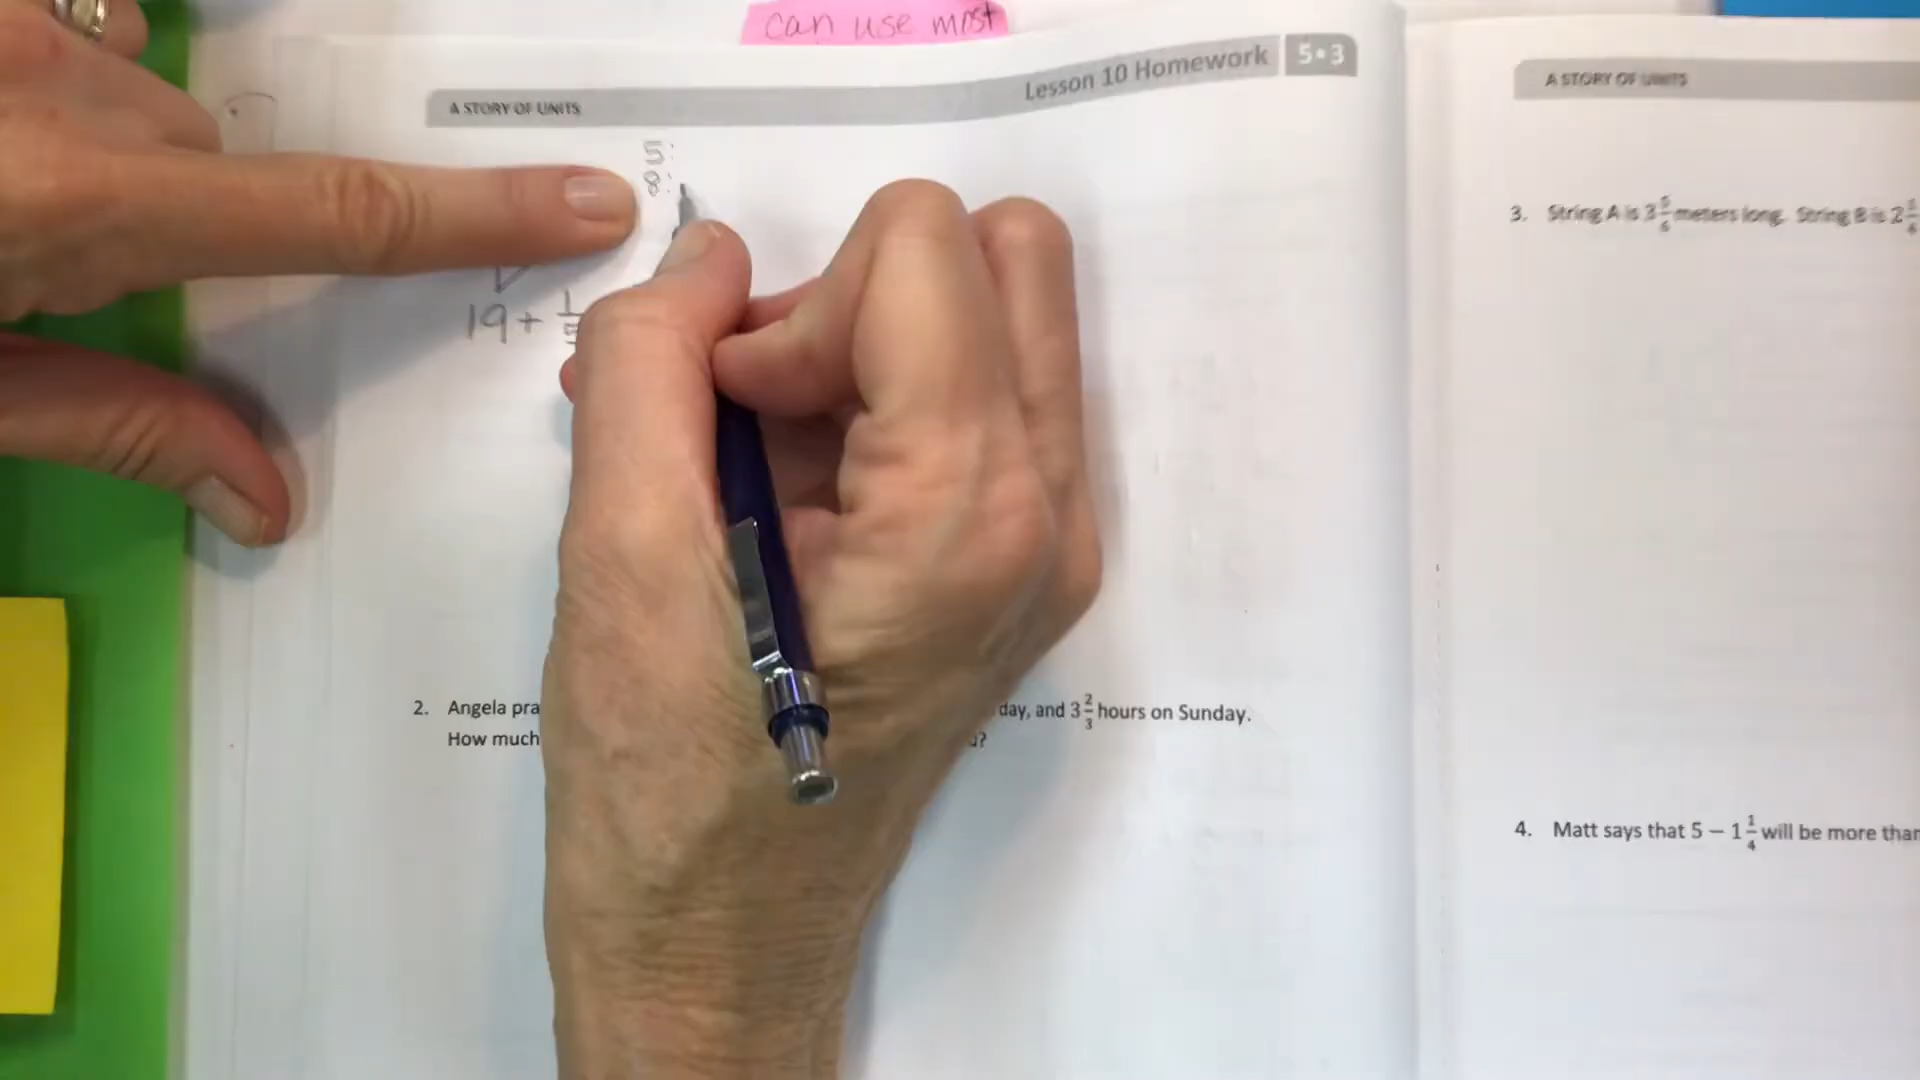 can use most
Lesson 10 Homework 5•3
A STORY OF UNITS
5:
8:
19 + 1/5
2. Angela pra day, and 3 2/3 hours on Sunday.
How much ?
A STORY OF UNITS
3. String A is 3 5/6 meters long. String B is 2
4. Matt says that 5 – 1 1/4 will be more than